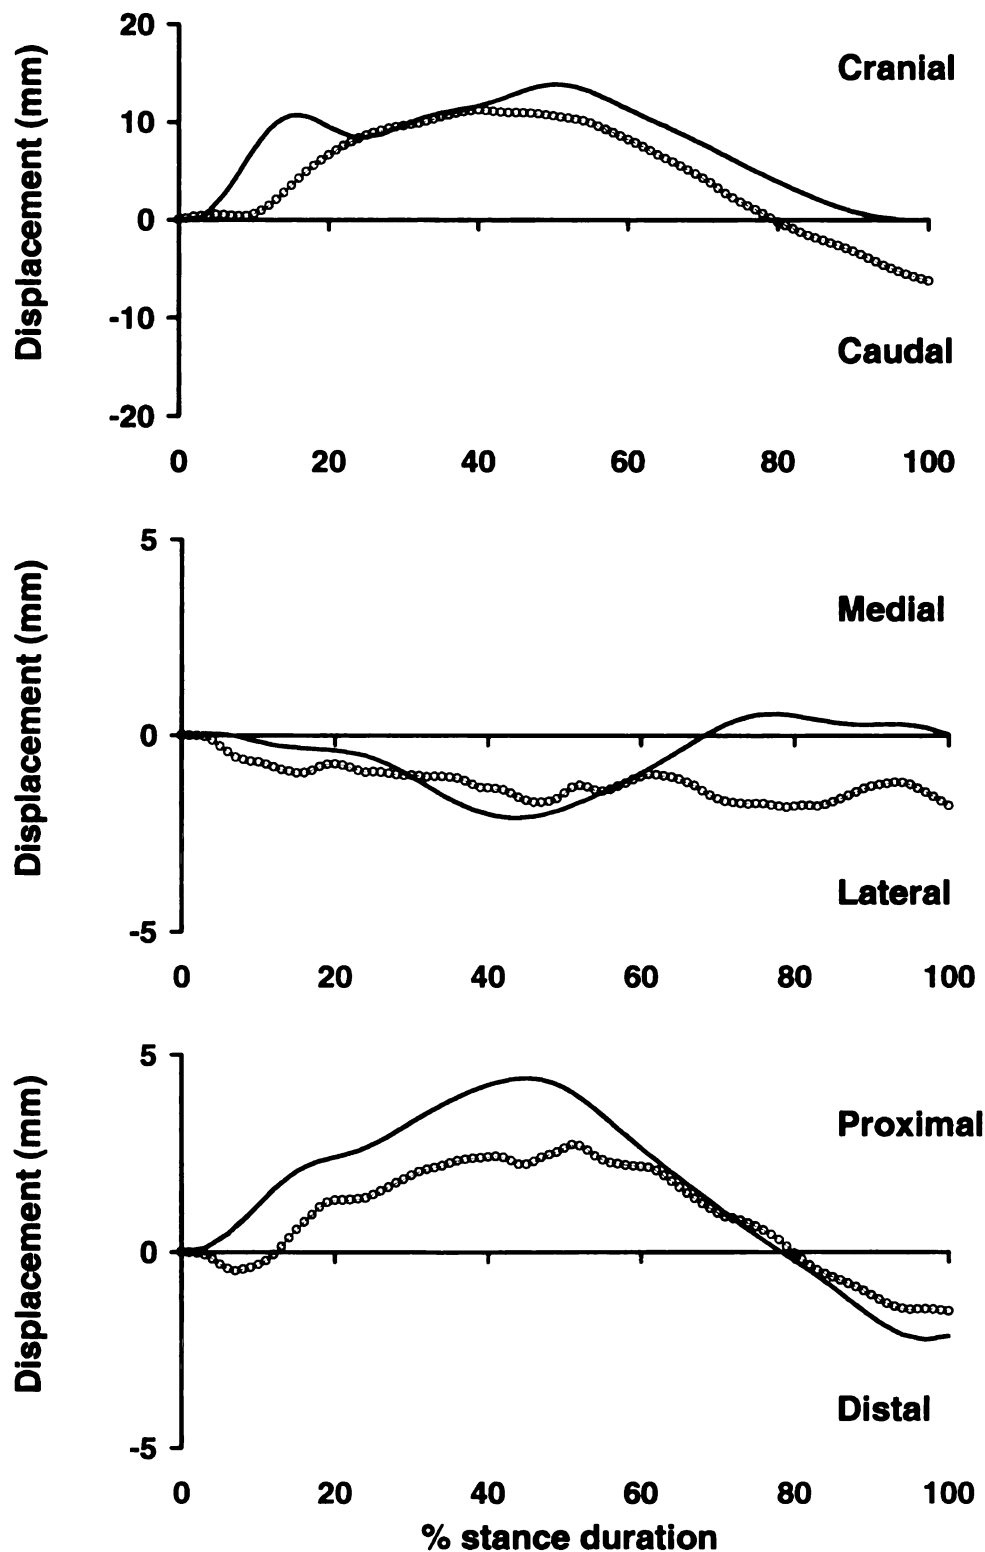 Displacement (mm)
20
10
0
-10
-20
Cranial
Caudal
0 20 40 60 80 100
Displacement (mm)
5
0
-5
Medial
Lateral
0 20 40 60 80 100
Displacement (mm)
5
0
-5
Proximal
Distal
0 20 40 60 80 100
% stance duration